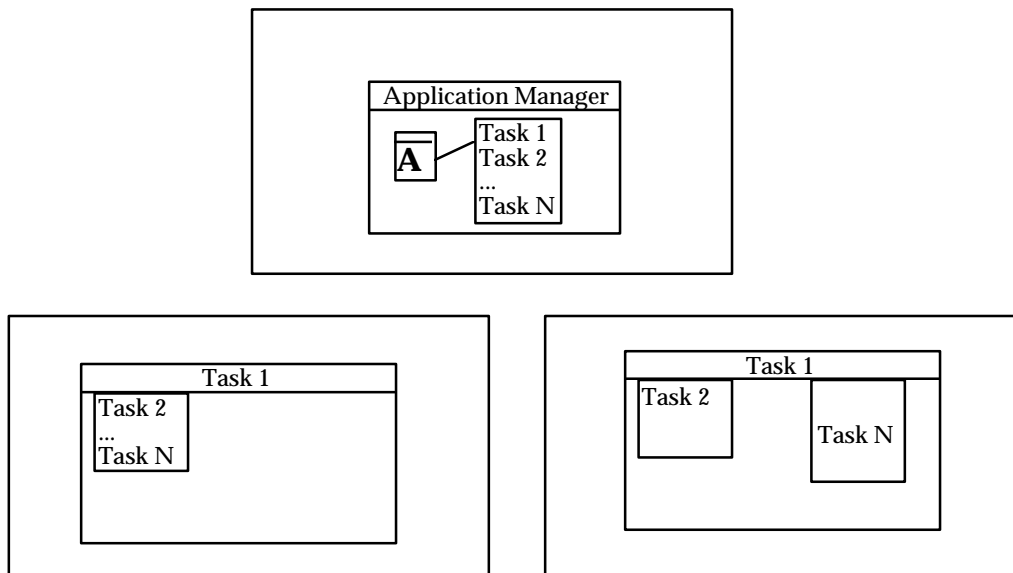 Application Manager
A
Task 1
Task 2
...
Task N
Task 1
Task 2
...
Task N
Task 1
Task 2
Task N